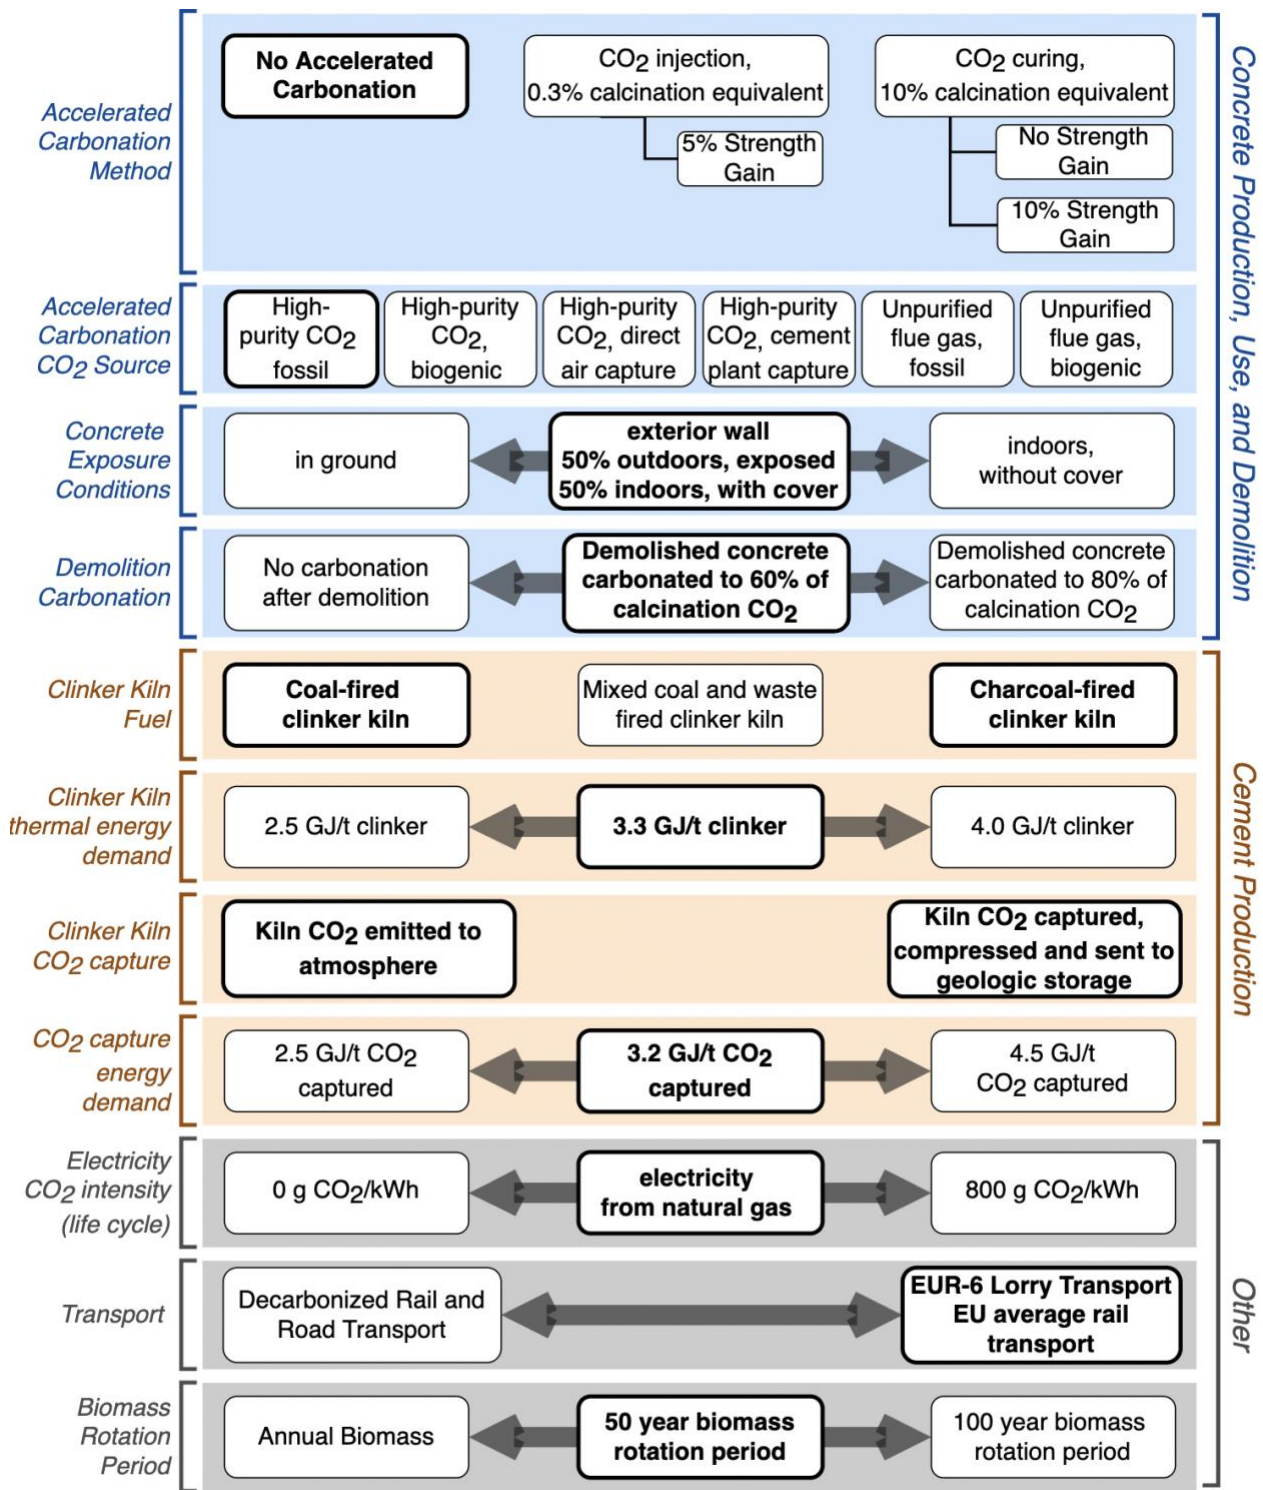 Accelerated
Carbonation
Method
No Accelerated
Carbonation
CO2 injection,
0.3% calcination equivalent
5% Strength
Gain
CO2 curing,
10% calcination equivalent
No Strength
Gain
10% Strength
Gain
Accelerated
Carbonation
CO2 Source
High-
purity CO2
fossil
High-purity
CO2,
biogenic
High-purity
CO2, direct
air capture
High-purity
CO2, cement
plant capture
Unpurified
flue gas,
fossil
Unpurified
flue gas,
biogenic
Concrete
Exposure
Conditions
in ground
exterior wall
50% outdoors, exposed
50% indoors, with cover
indoors,
without cover
Demolition
Carbonation
No carbonation
after demolition
Demolished concrete
carbonated to 60% of
calcination CO2
Demolished concrete
carbonated to 80% of
calcination CO2
Concrete Production, Use, and Demolition
Clinker Kiln
Fuel
Coal-fired
clinker kiln
Mixed coal and waste
fired clinker kiln
Charcoal-fired
clinker kiln
Clinker Kiln
thermal energy
demand
2.5 GJ/t clinker
3.3 GJ/t clinker
4.0 GJ/t clinker
Clinker Kiln
CO2 capture
Kiln CO2 emitted to
atmosphere
Kiln CO2 captured,
compressed and sent to
geologic storage
CO2 capture
energy
demand
2.5 GJ/t CO2
captured
3.2 GJ/t CO2
captured
4.5 GJ/t
CO2 captured
Cement Production
Electricity
CO2 intensity
(life cycle)
0 g CO2/kWh
electricity
from natural gas
800 g CO2/kWh
Transport
Decarbonized Rail and
Road Transport
EUR-6 Lorry Transport
EU average rail
transport
Biomass
Rotation
Period
Annual Biomass
50 year biomass
rotation period
100 year biomass
rotation period
Other